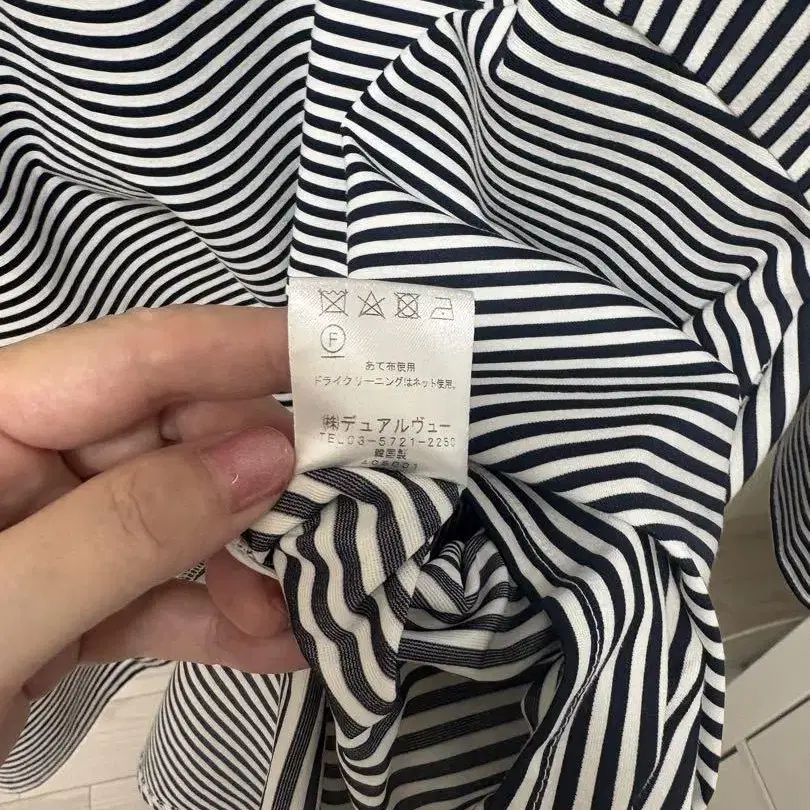 F
あて布使用
ドライクリーニングはネット使用。
㈱デュアルヴュー
TEL03-5721-2250
韓国製
405001